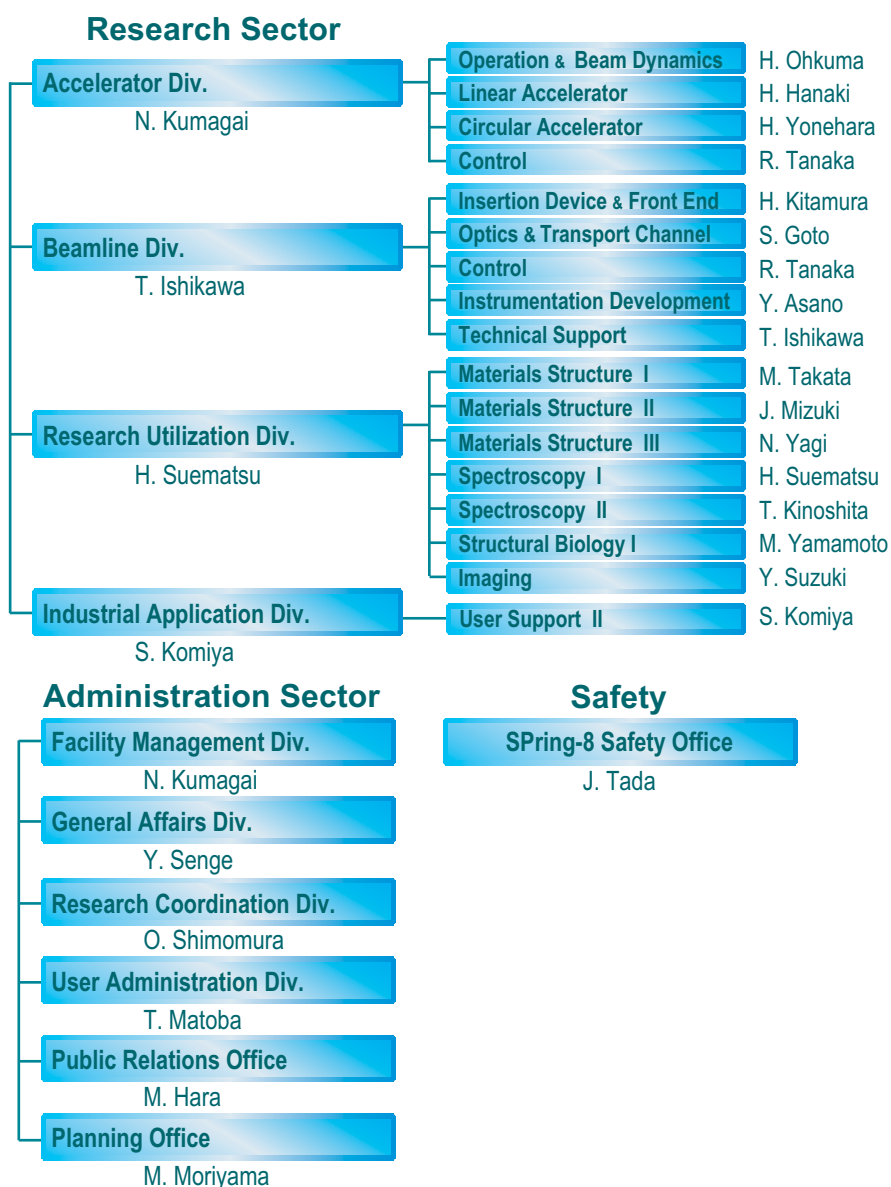 Research Sector
Accelerator Div.
N. Kumagai
Operation & Beam Dynamics H. Ohkuma
Linear Accelerator H. Hanaki
Circular Accelerator H. Yonehara
Control R. Tanaka
Beamline Div.
T. Ishikawa
Insertion Device & Front End H. Kitamura
Optics & Transport Channel S. Goto
Control R. Tanaka
Instrumentation Development Y. Asano
Technical Support T. Ishikawa
Research Utilization Div.
H. Suematsu
Materials Structure I M. Takata
Materials Structure II J. Mizuki
Materials Structure III N. Yagi
Spectroscopy I H. Suematsu
Spectroscopy II T. Kinoshita
Structural Biology I M. Yamamoto
Imaging Y. Suzuki
Industrial Application Div.
S. Komiya
User Support II S. Komiya
Administration Sector
Facility Management Div.
N. Kumagai
General Affairs Div.
Y. Senge
Research Coordination Div.
O. Shimomura
User Administration Div.
T. Matoba
Public Relations Office
M. Hara
Planning Office
M. Moriyama
Safety
SPring-8 Safety Office
J. Tada